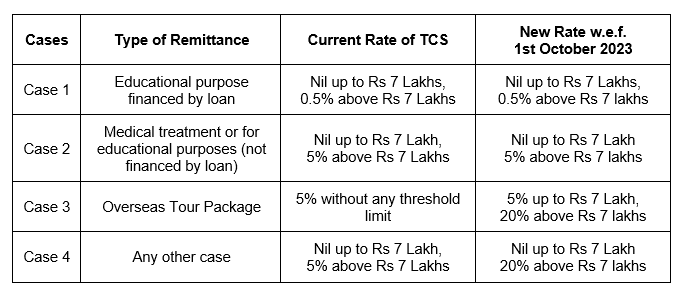 Cases
Type of Remittance
Current Rate of TCS
New Rate w.e.f.
1st October 2023
Case 1
Educational purpose
financed by loan
Nil up to Rs 7 Lakhs,
0.5% above Rs 7 Lakhs
Nil up to Rs 7 Lakhs,
0.5% above Rs 7 lakhs
Case 2
Medical treatment or for
educational purposes (not
financed by loan)
Nil up to Rs 7 Lakh,
5% above Rs 7 Lakhs
Nil up to Rs 7 Lakh
5% above Rs 7 lakhs
Case 3
Overseas Tour Package
5% without any threshold
limit
5% up to Rs 7 Lakh,
20% above Rs 7 lakhs
Case 4
Any other case
Nil up to Rs 7 Lakh,
5% above Rs 7 Lakhs
Nil up to Rs 7 Lakh
20% above Rs 7 lakhs